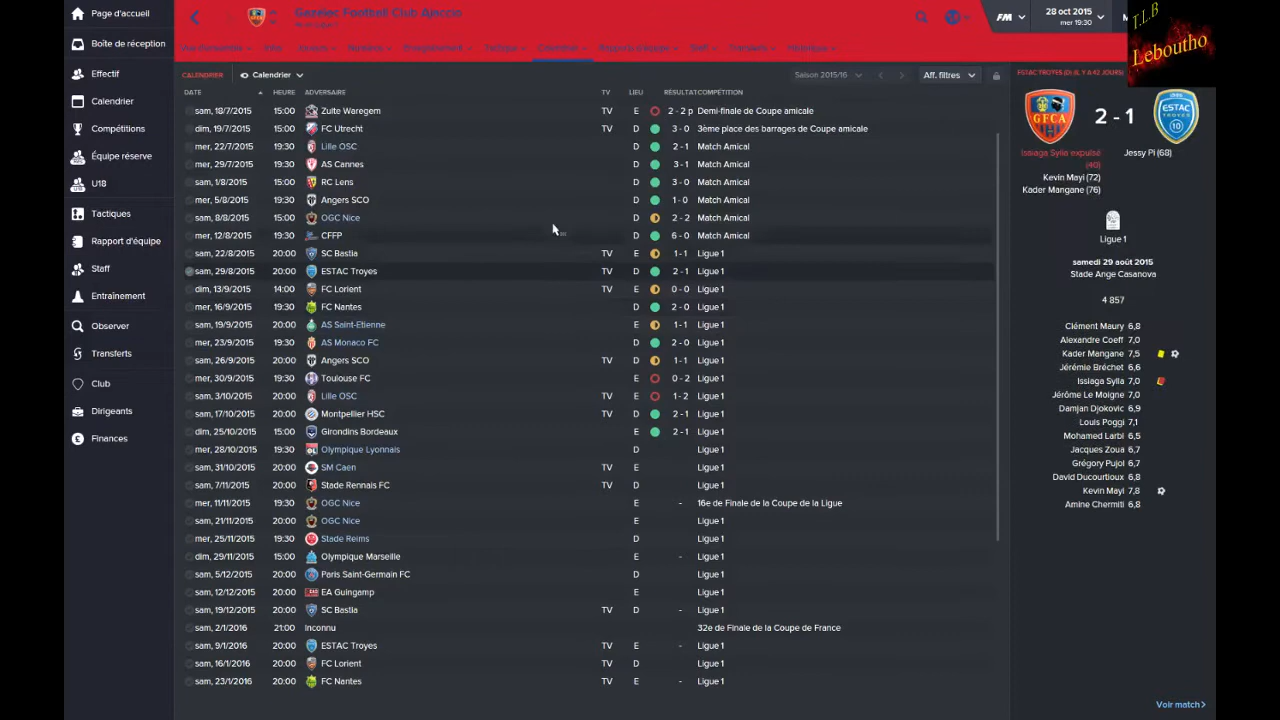 Page d'accueil
Boîte de réception
Effectif
Calendrier
Compétitions
Équipe réserve
U18
Tactiques
Rapport d'équipe
Staff
Entraînement
Observer
Transferts
Club
Dirigeants
Finances
Gazélec Football Club Ajaccio
FM
28 oct 2015
mer 19:30
T.L.B
Leboutho
CALENDRIER Calendrier Saison 2015/16 Aff. filtres
DATE HEURE ADVERSAIRE TV LIEU RÉSULTAT COMPÉTITION
sam, 18/7/2015 15:00 Zulte Waregem TV E 2 - 2 p Demi-finale de Coupe amicale
dim, 19/7/2015 15:00 FC Utrecht TV D 3 - 0 3ème place des barrages de Coupe amicale
mer, 22/7/2015 19:30 Lille OSC D 2 - 1 Match Amical
mer, 29/7/2015 19:30 AS Cannes D 3 - 1 Match Amical
sam, 1/8/2015 15:00 RC Lens D 3 - 0 Match Amical
mer, 5/8/2015 19:30 Angers SCO D 1 - 0 Match Amical
sam, 8/8/2015 15:00 OGC Nice D 2 - 2 Match Amical
mer, 12/8/2015 19:30 CFFP D 6 - 0 Match Amical
sam, 22/8/2015 20:00 SC Bastia TV E 1 - 1 Ligue 1
sam, 29/8/2015 20:00 ESTAC Troyes TV D 2 - 1 Ligue 1
dim, 13/9/2015 14:00 FC Lorient TV E 0 - 0 Ligue 1
mer, 16/9/2015 19:30 FC Nantes D 2 - 0 Ligue 1
sam, 19/9/2015 20:00 AS Saint-Etienne E 1 - 1 Ligue 1
mer, 23/9/2015 19:30 AS Monaco FC D 2 - 0 Ligue 1
sam, 26/9/2015 20:00 Angers SCO TV D 1 - 1 Ligue 1
mer, 30/9/2015 19:30 Toulouse FC E 0 - 2 Ligue 1
sam, 3/10/2015 20:00 Lille OSC TV E 1 - 2 Ligue 1
sam, 17/10/2015 20:00 Montpellier HSC TV D 2 - 1 Ligue 1
dim, 25/10/2015 15:00 Girondins Bordeaux E 2 - 1 Ligue 1
mer, 28/10/2015 19:30 Olympique Lyonnais D Ligue 1
sam, 31/10/2015 20:00 SM Caen TV E Ligue 1
sam, 7/11/2015 20:00 Stade Rennais FC TV D Ligue 1
mer, 11/11/2015 19:30 OGC Nice E - 16e de Finale de la Coupe de la Ligue
sam, 21/11/2015 20:00 OGC Nice E Ligue 1
mer, 25/11/2015 19:30 Stade Reims D Ligue 1
dim, 29/11/2015 15:00 Olympique Marseille E - Ligue 1
sam, 5/12/2015 20:00 Paris Saint-Germain FC D Ligue 1
sam, 12/12/2015 20:00 EA Guingamp E Ligue 1
sam, 19/12/2015 20:00 SC Bastia TV D - Ligue 1
sam, 2/1/2016 21:00 Inconnu 32e de Finale de la Coupe de France
sam, 9/1/2016 20:00 ESTAC Troyes TV E - Ligue 1
sam, 16/1/2016 20:00 FC Lorient TV D Ligue 1
sam, 23/1/2016 20:00 FC Nantes TV E - Ligue 1
ESTAC TROYES (D) (IL Y A 42 JOURS)
GFCA 2 - 1 ESTAC
Issiaga Sylla expulsé
(40)
Kevin Mayi (72)
Kader Mangane (76)
Jessy Pi (68)
Ligue 1
samedi 29 août 2015
Stade Ange Casanova
4 857
Clément Maury 6,8
Alexandre Coeff 7,0
Kader Mangane 7,5
Jérémie Bréchet 6,6
Issiaga Sylla 7,0
Jérôme Le Moigne 7,0
Damjan Djokovic 6,9
Louis Poggi 7,1
Mohamed Larbi 6,5
Jacques Zoua 6,7
Grégory Pujol 6,7
David Ducourtioux 6,8
Kevin Mayi 7,8
Amine Chermiti 6,8
Voir match>